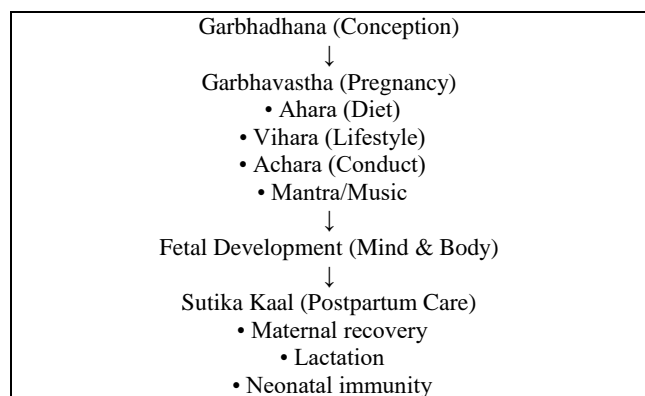 Garbhadhana (Conception)
↓
Garbhavastha (Pregnancy)
• Ahara (Diet)
• Vihara (Lifestyle)
• Achara (Conduct)
• Mantra/Music
↓
Fetal Development (Mind & Body)
↓
Sutika Kaal (Postpartum Care)
• Maternal recovery
• Lactation
• Neonatal immunity